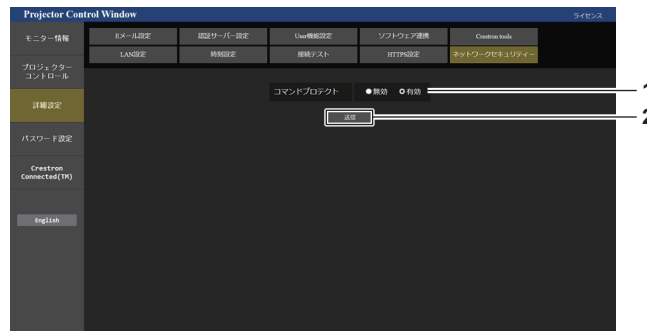 Projector Control Window
ライセンス
モニター情報
プロジェクター
コントロール
詳細設定
パスワード設定
Crestron
Connected(TM)
English
Eメール設定 認証サーバー設定 User機能設定 ソフトウェア連携 Crestron tools
LAN設定 時刻設定 接続テスト HTTPS設定 ネットワークセキュリティー
コマンドプロテクト ●無効 ○有効 1
送信 2